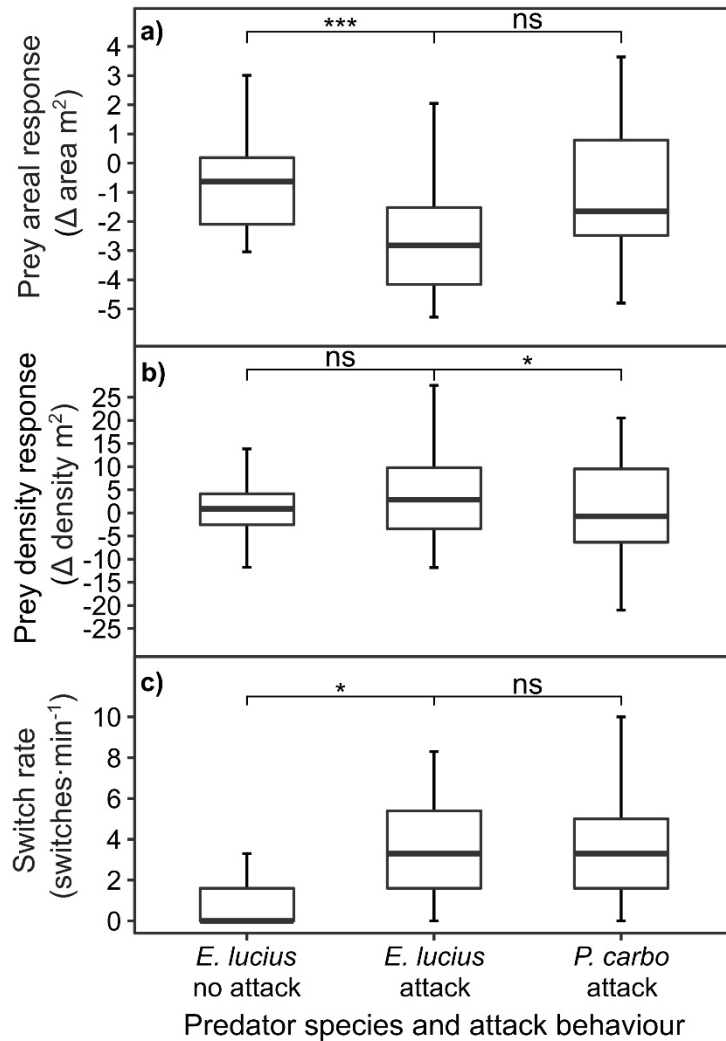 a)
***
ns
Prey areal response
(Δ area m²)
4
3
2
1
0
-1
-2
-3
-4
-5
b)
ns
*
Prey density response
(Δ density m²)
25
20
15
10
5
0
-5
-10
-15
-20
-25
c)
*
ns
Switch rate
(switches·min⁻¹)
10
8
6
4
2
0
E. lucius
no attack
E. lucius
attack
P. carbo
attack
Predator species and attack behaviour